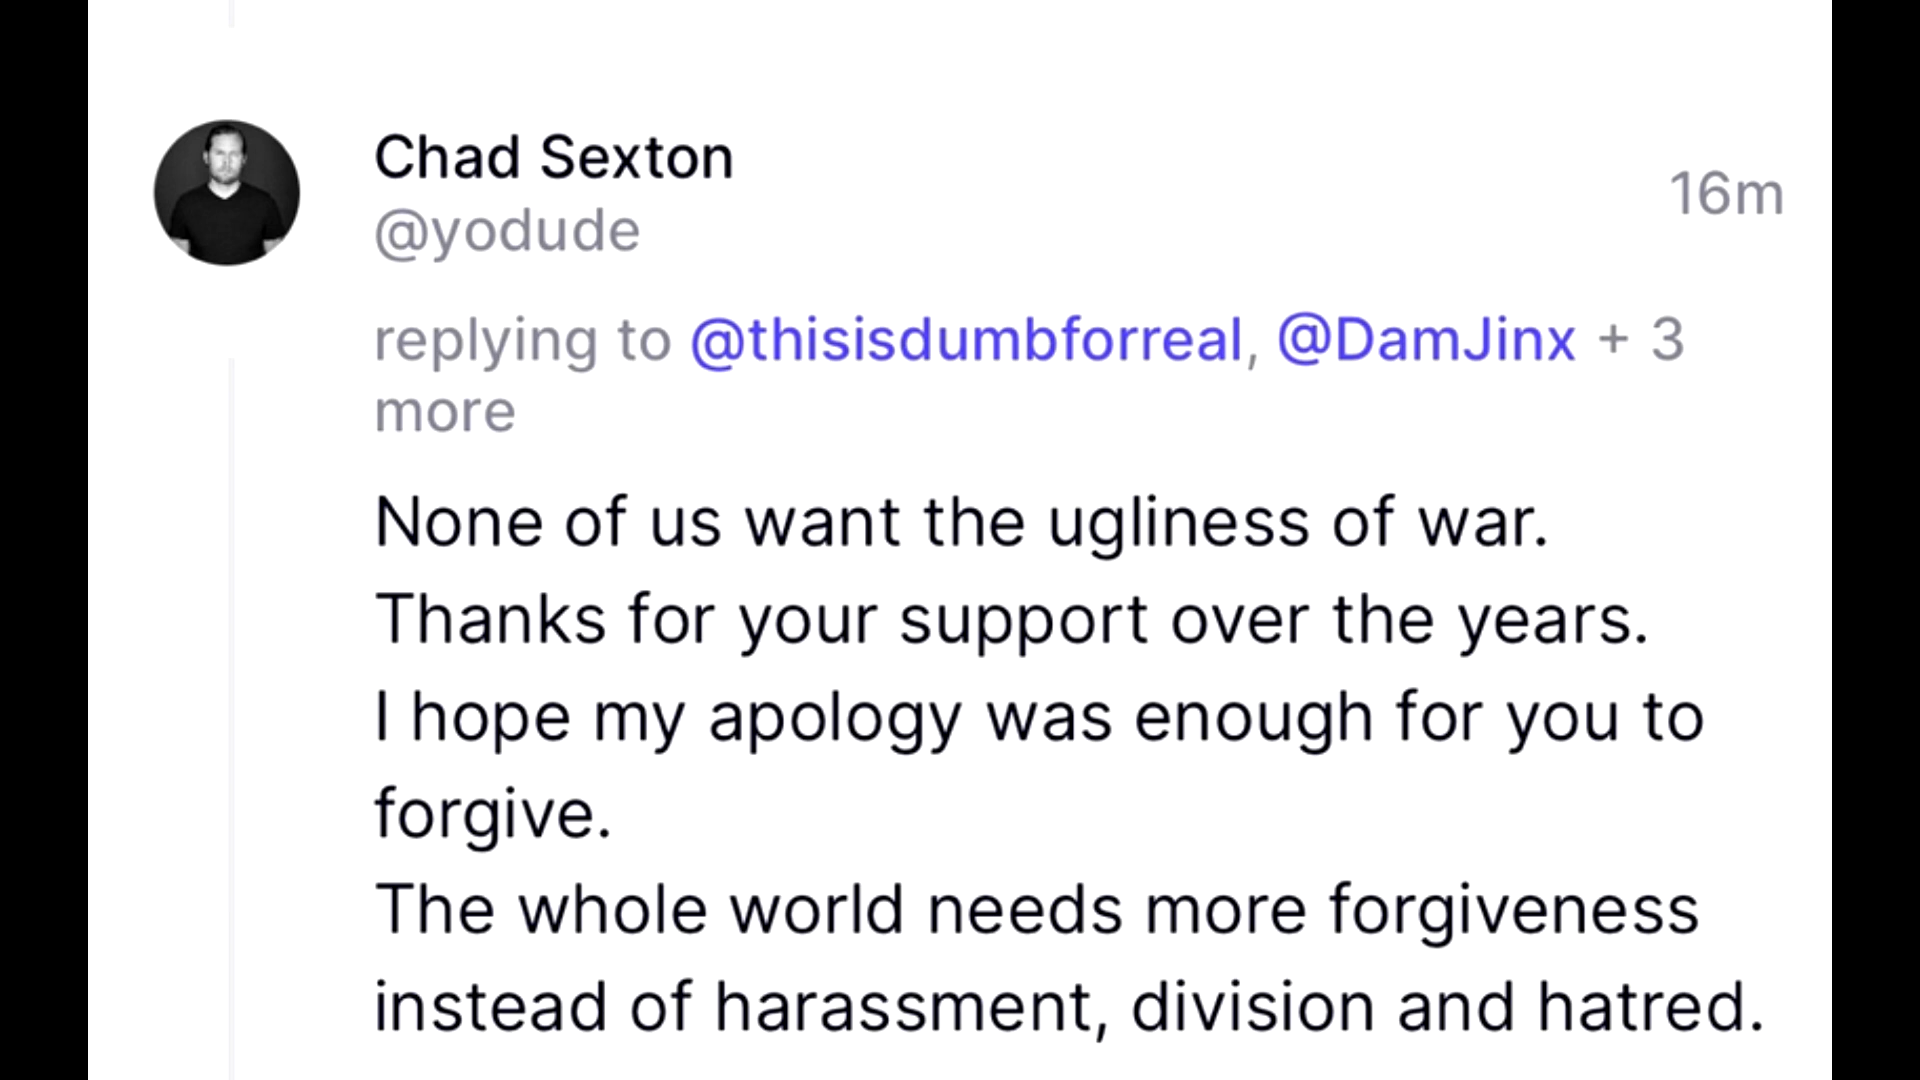 Chad Sexton
@yodude
16m
replying to @thisisdumbforreal, @DamJinx + 3
more
None of us want the ugliness of war.
Thanks for your support over the years.
I hope my apology was enough for you to
forgive.
The whole world needs more forgiveness
instead of harassment, division and hatred.